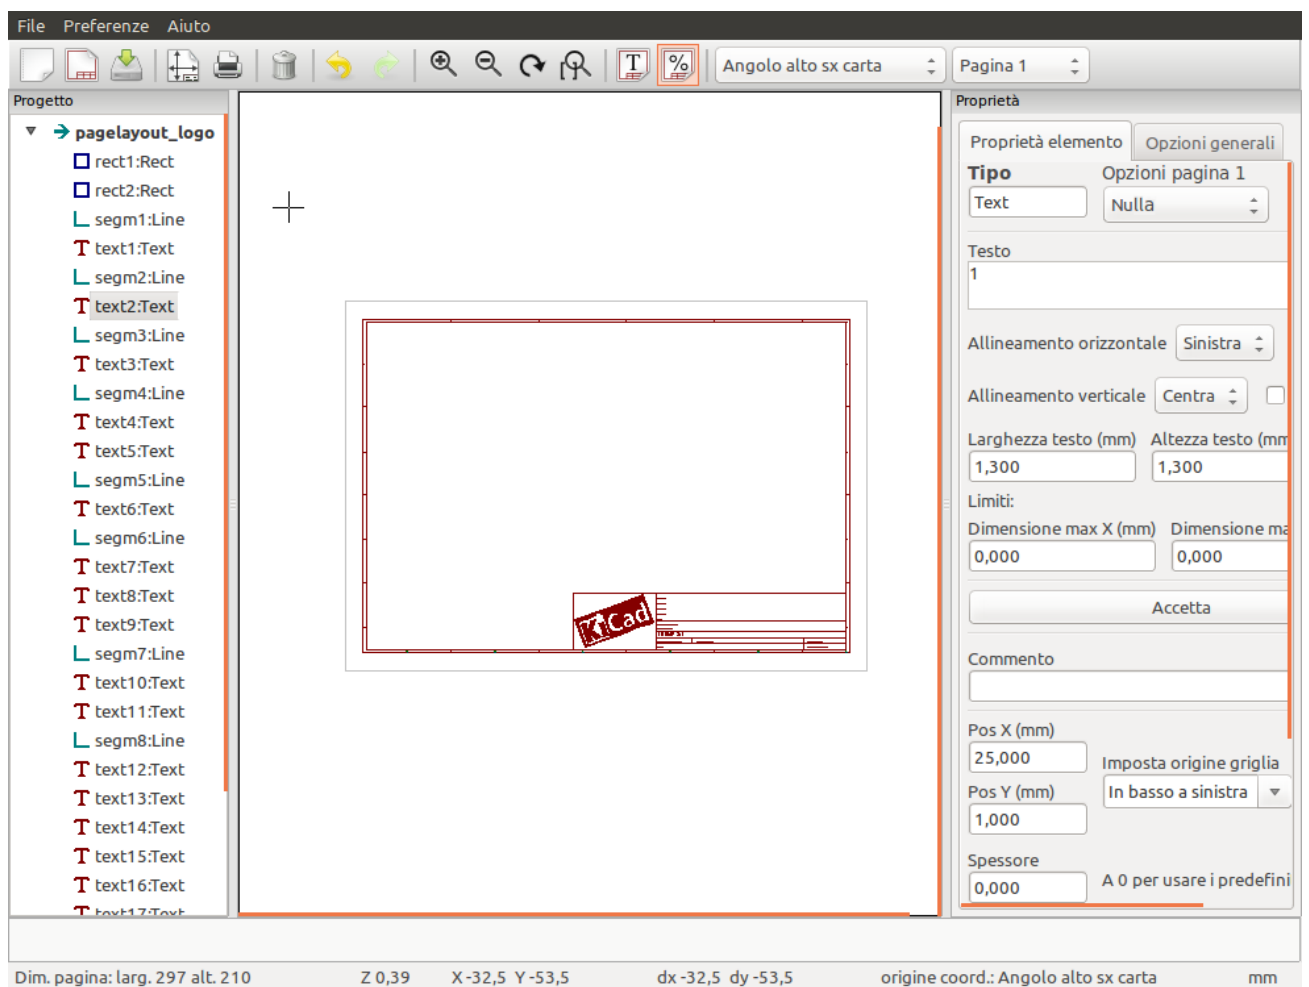 File Preferenze Aiuto
T % Angolo alto sx carta Pagina 1
Progetto
pagelayout_logo
rect1:Rect
rect2:Rect
segm1:Line
text1:Text
segm2:Line
text2:Text
segm3:Line
text3:Text
segm4:Line
text4:Text
text5:Text
segm5:Line
text6:Text
segm6:Line
text7:Text
text8:Text
text9:Text
segm7:Line
text10:Text
text11:Text
segm8:Line
text12:Text
text13:Text
text14:Text
text15:Text
text16:Text
text17:Text
KiCad
Proprietà
Proprietà elemento Opzioni generali
Tipo Opzioni pagina 1
Text Nulla
Testo
1
Allineamento orizzontale Sinistra
Allineamento verticale Centra
Larghezza testo (mm) Altezza testo (mm
1,300 1,300
Limiti:
Dimensione max X (mm) Dimensione ma
0,000 0,000
Accetta
Commento
Pos X (mm)
25,000 Imposta origine griglia
Pos Y (mm) In basso a sinistra
1,000
Spessore
0,000 A 0 per usare i predefini
Dim. pagina: larg. 297 alt. 210 Z 0,39 X -32,5 Y -53,5 dx -32,5 dy -53,5 origine coord.: Angolo alto sx carta mm